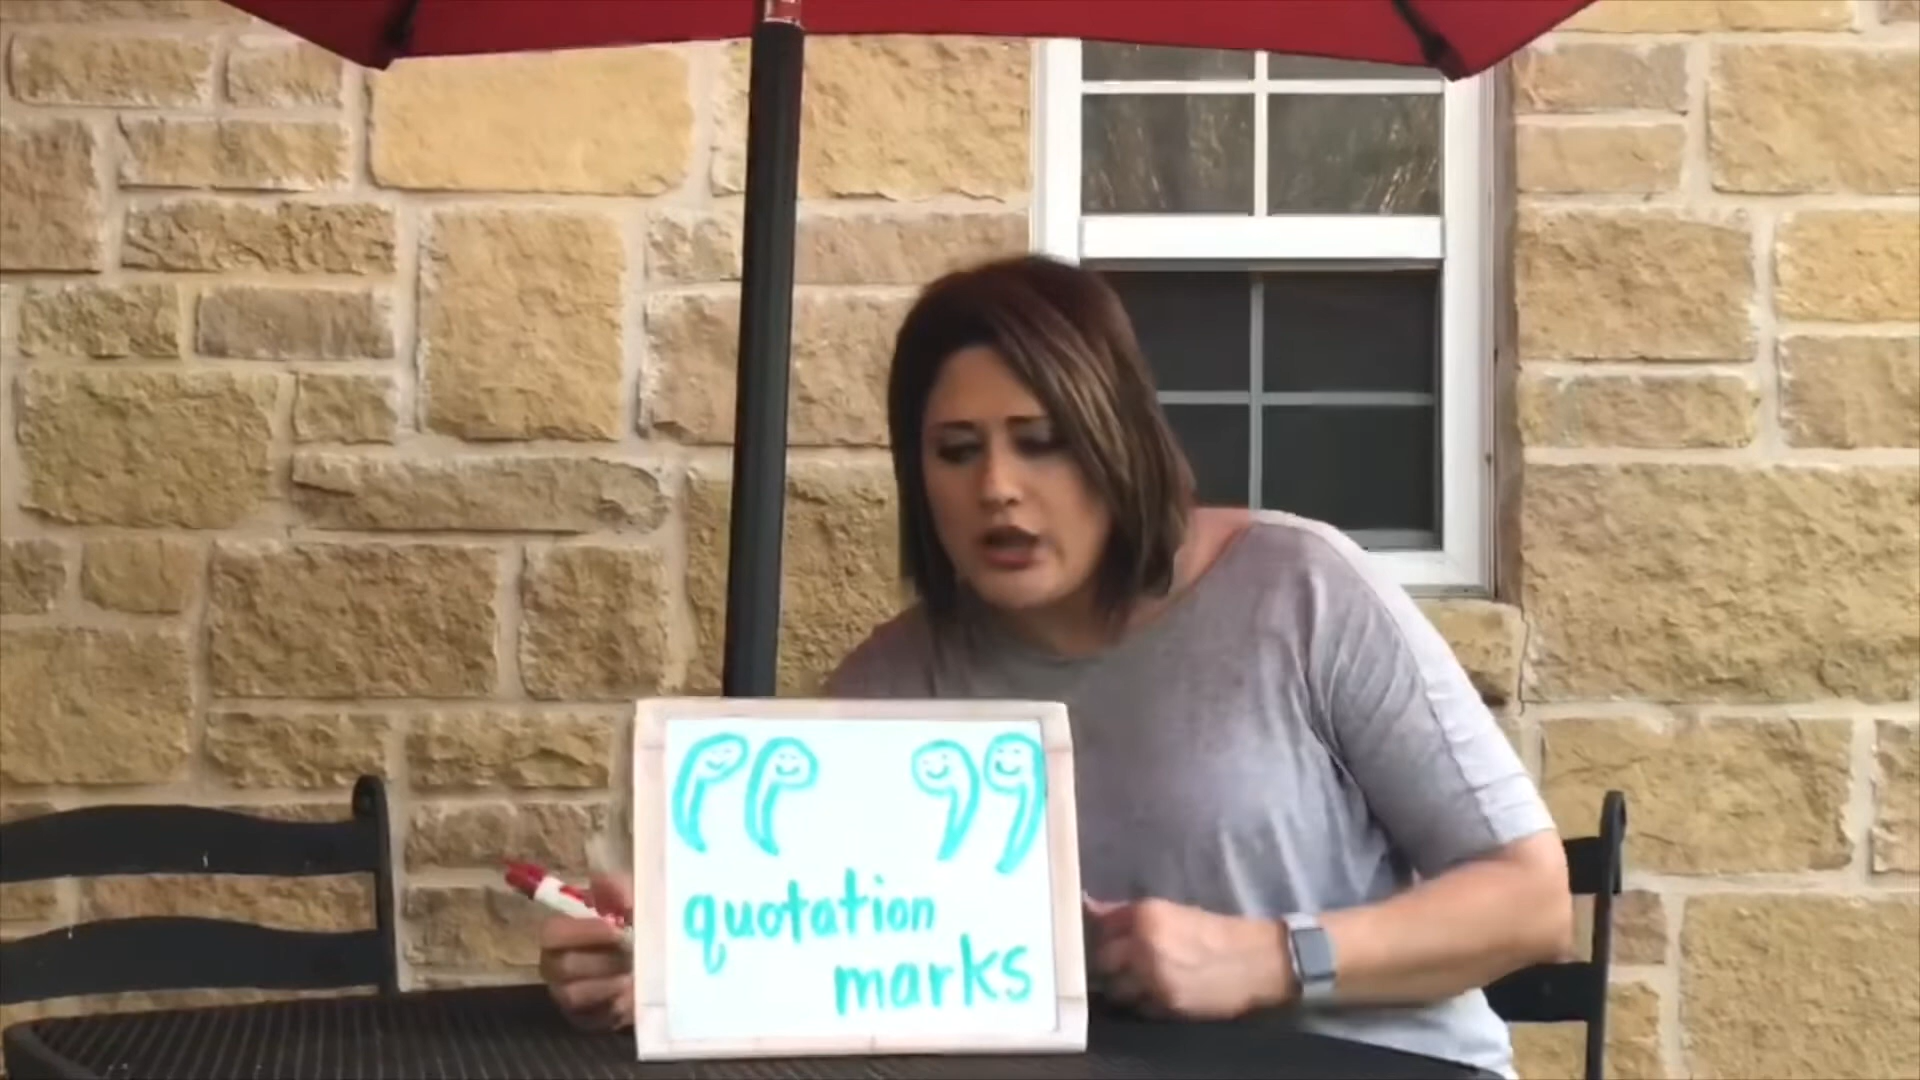 “ ”
quotation
marks